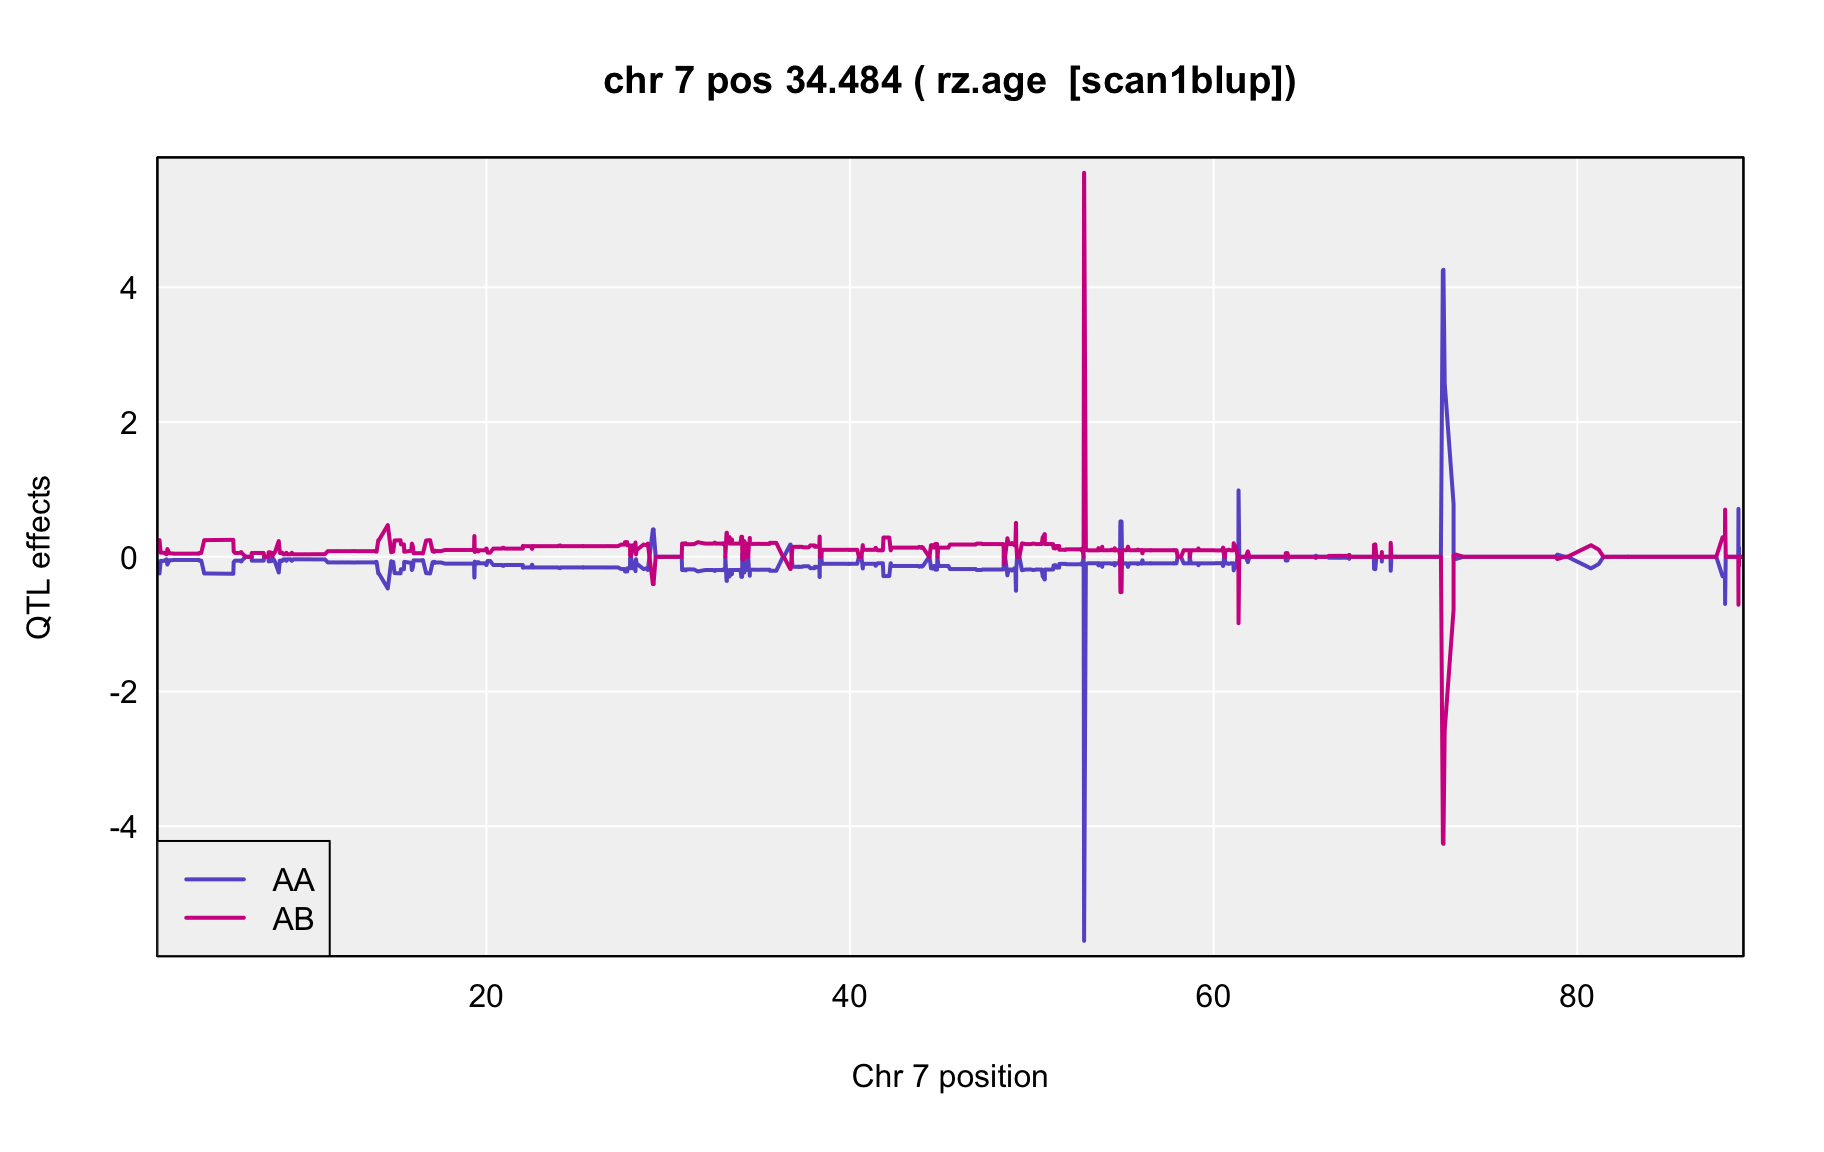 chr 7 pos 34.484 ( rz.age  [scan1blup])
QTL effects
4
2
0
-2
-4
AA
AB
20 40 60 80
Chr 7 position